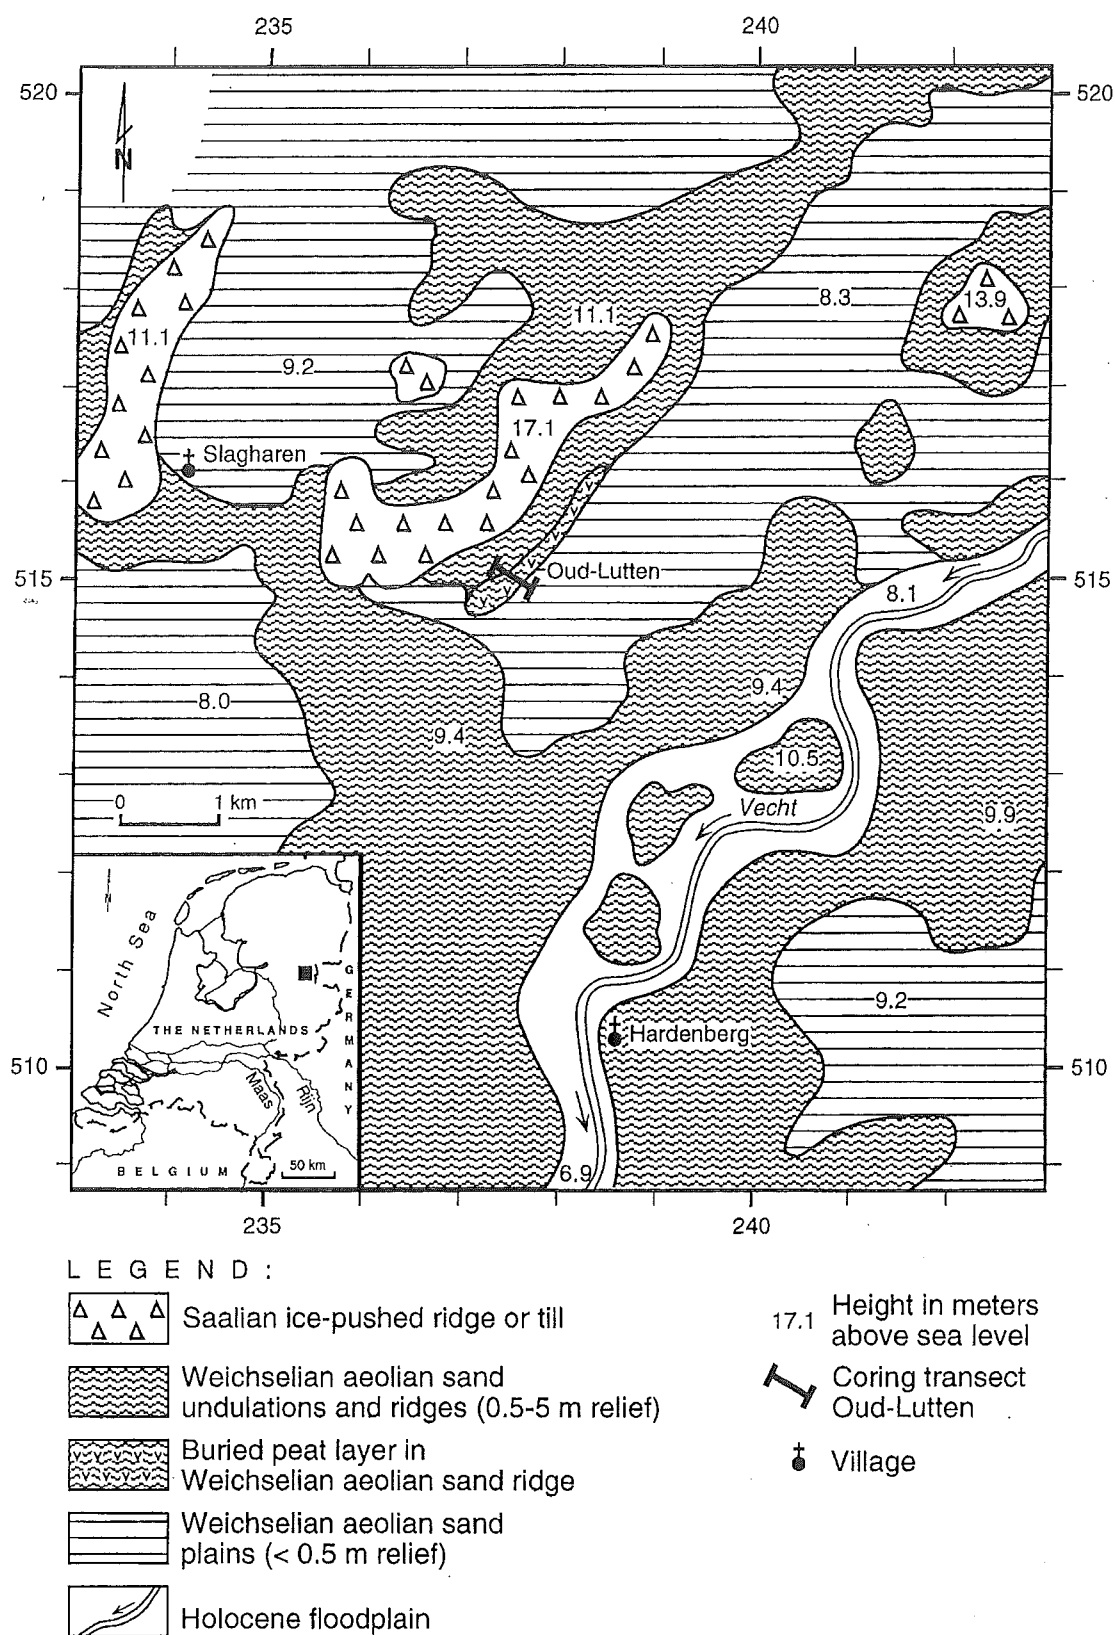 235 240
520 520
N
11.1
8.3
13.9
11.1
9.2
17.1
Slagharen
515 515
Oud-Lutten
8.1
8.0
9.4
9.4
10.5
0 1 km
Vecht
9.9
N
North Sea
GERMANY
THE NETHERLANDS
9.2
Hardenberg
510 510
Maas
Rijn
BELGIUM
50 km
6.9
235 240
LEGEND:
Saalian ice-pushed ridge or till
Weichselian aeolian sand
undulations and ridges (0.5-5 m relief)
Buried peat layer in
Weichselian aeolian sand ridge
Weichselian aeolian sand
plains (< 0.5 m relief)
Holocene floodplain
17.1 Height in meters
above sea level
Coring transect
Oud-Lutten
Village